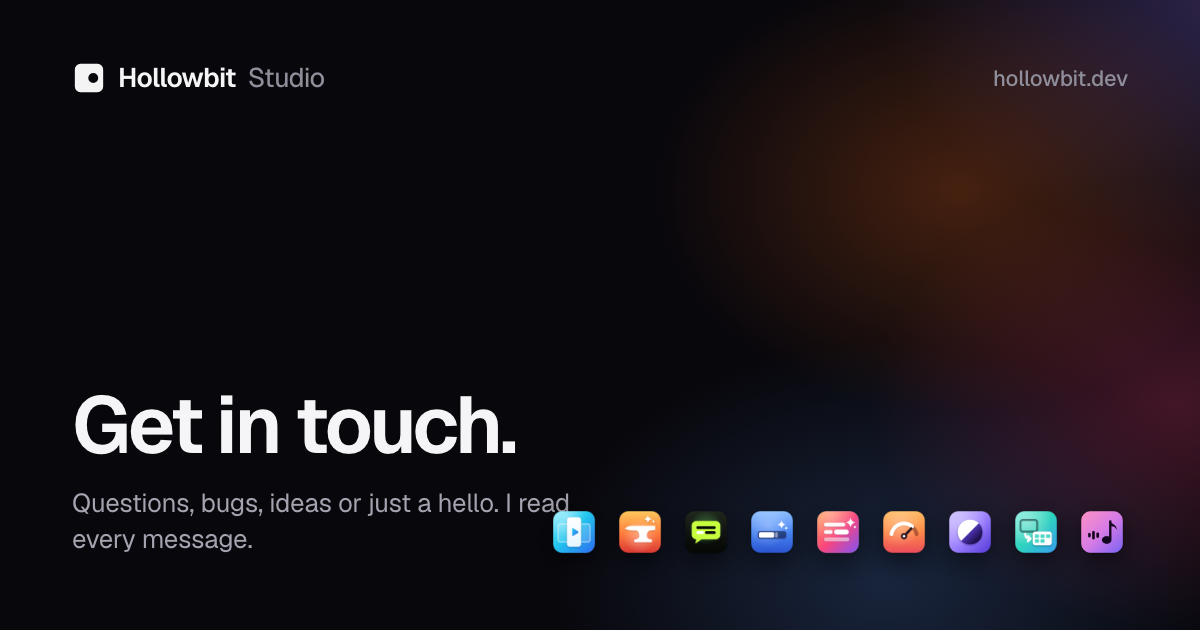 Hollowbit Studio
hollowbit.dev
Get in touch.
Questions, bugs, ideas or just a hello. I read
every message.